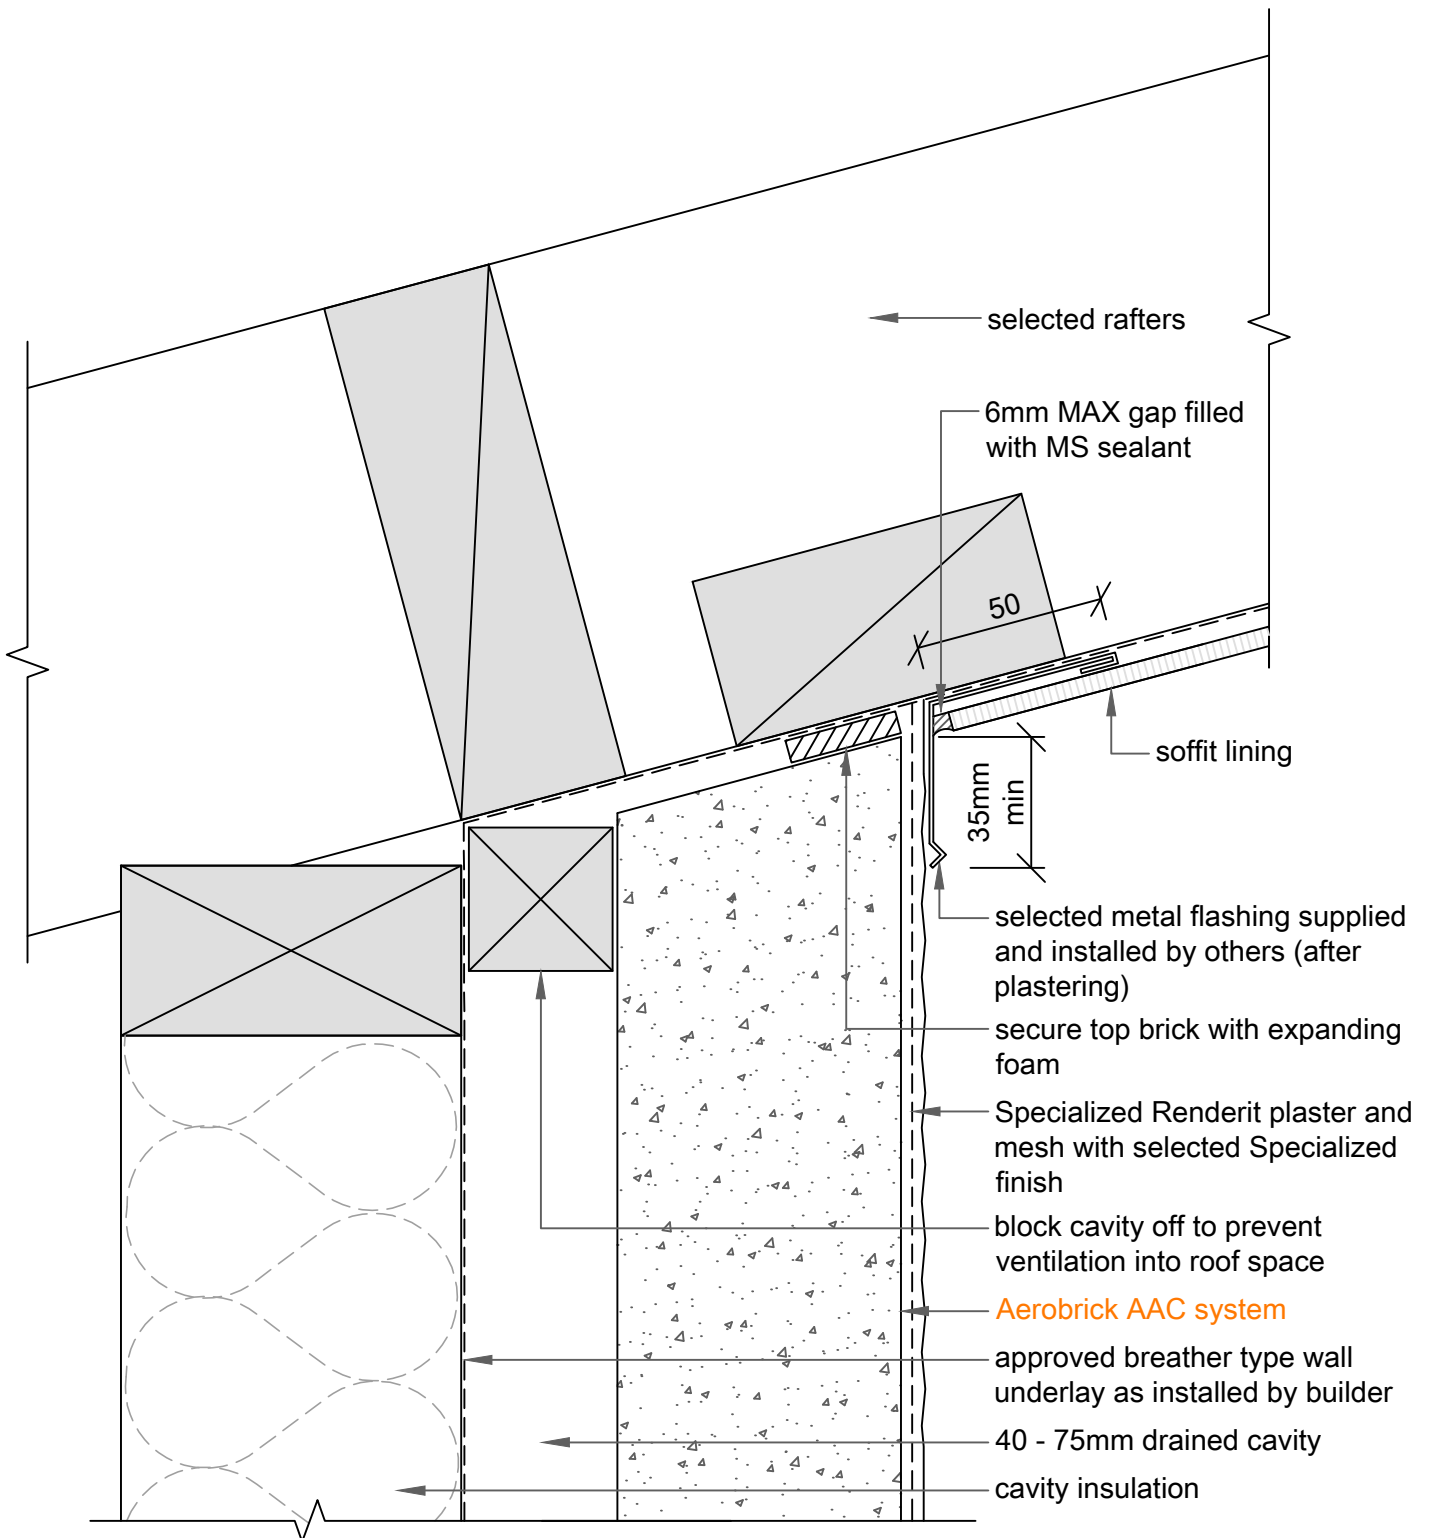 selected rafters
6mm MAX gap filled
with MS sealant
50
soffit lining
35mm
min
selected metal flashing supplied
and installed by others (after
plastering)
secure top brick with expanding
foam
Specialized Renderit plaster and
mesh with selected Specialized
finish
block cavity off to prevent
ventilation into roof space
Aerobrick AAC system
approved breather type wall
underlay as installed by builder
40 - 75mm drained cavity
cavity insulation